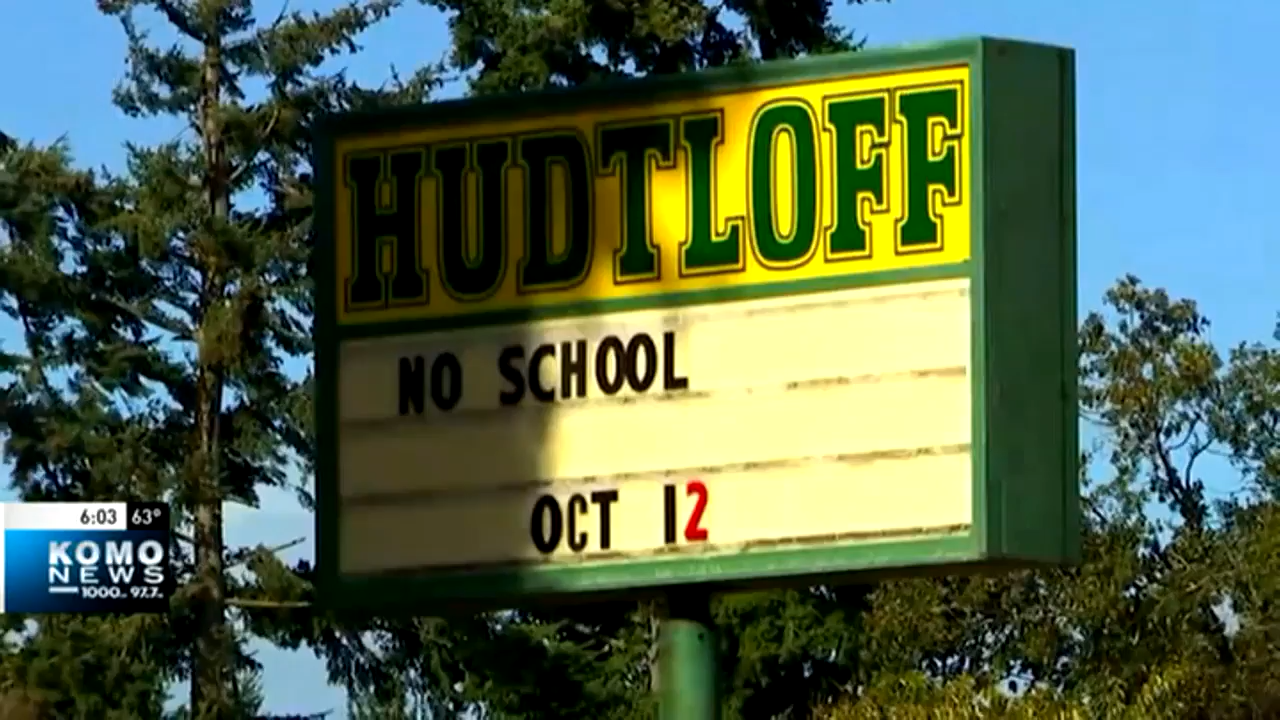 HUDTLOFF
NO SCHOOL
OCT 12
6:03 63°
KOMO
NEWS
1000 97.7